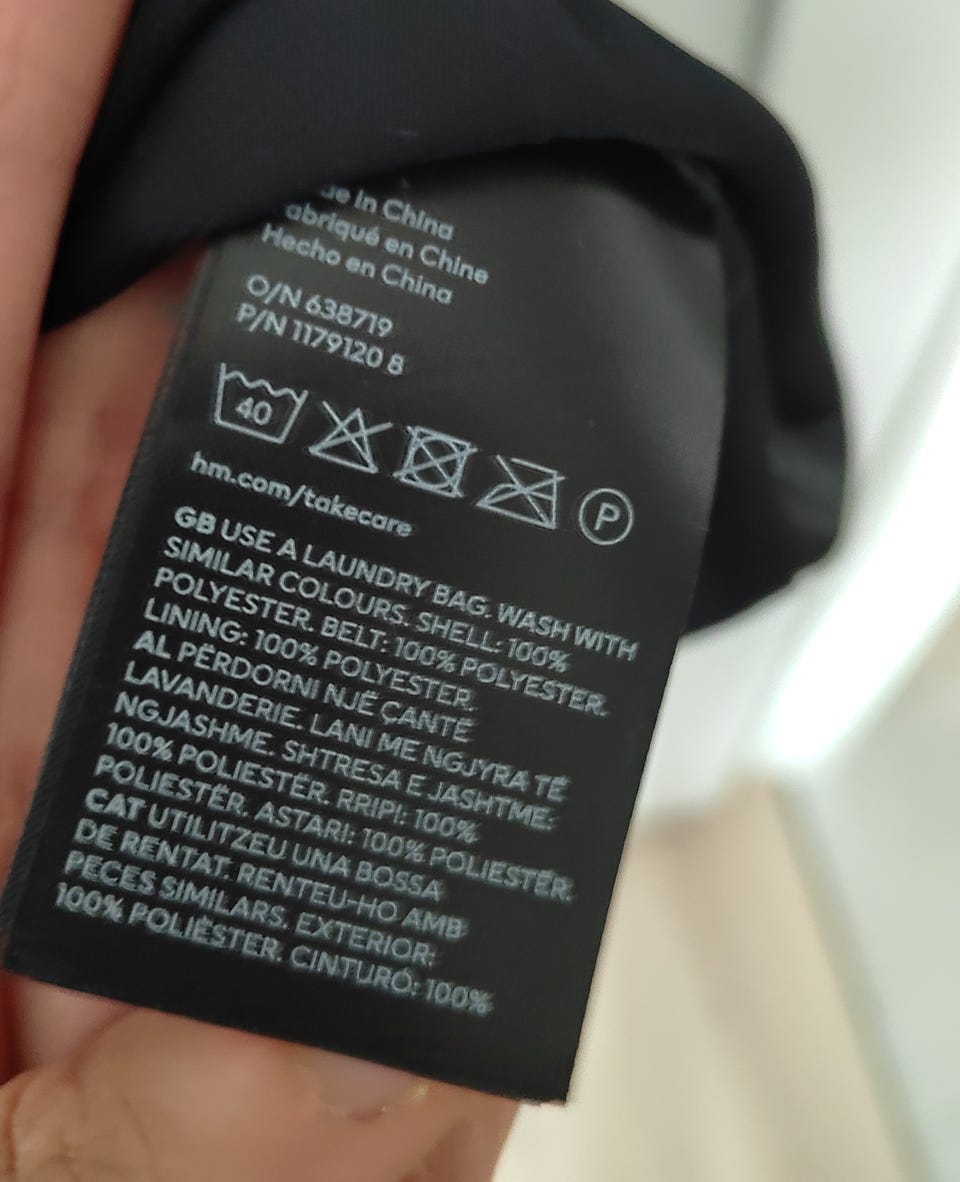 in China
en Chine
Hecho en China
O/N 638719
P/N 1179120 8
40
P
hm.com/takecare
GB USE A LAUNDRY BAG. WASH WITH
SIMILAR COLOURS. SHELL: 100%
POLYESTER. BELT: 100% POLYESTER.
LINING: 100% POLYESTER.
AL PËRDORNI NJË ÇANTË
LAVANDERIE. LANI ME NGJYRA TË
NGJASHME. SHTRESA E JASHTME:
100% POLIESTËR. RRIPI: 100%
POLIESTËR. ASTARI: 100% POLIESTËR.
CAT UTILITZEU UNA BOSSA
DE RENTAT. RENTEU-HO AMB
PECES SIMILARS. EXTERIOR:
100% POLIÈSTER. CINTURÓ: 100%